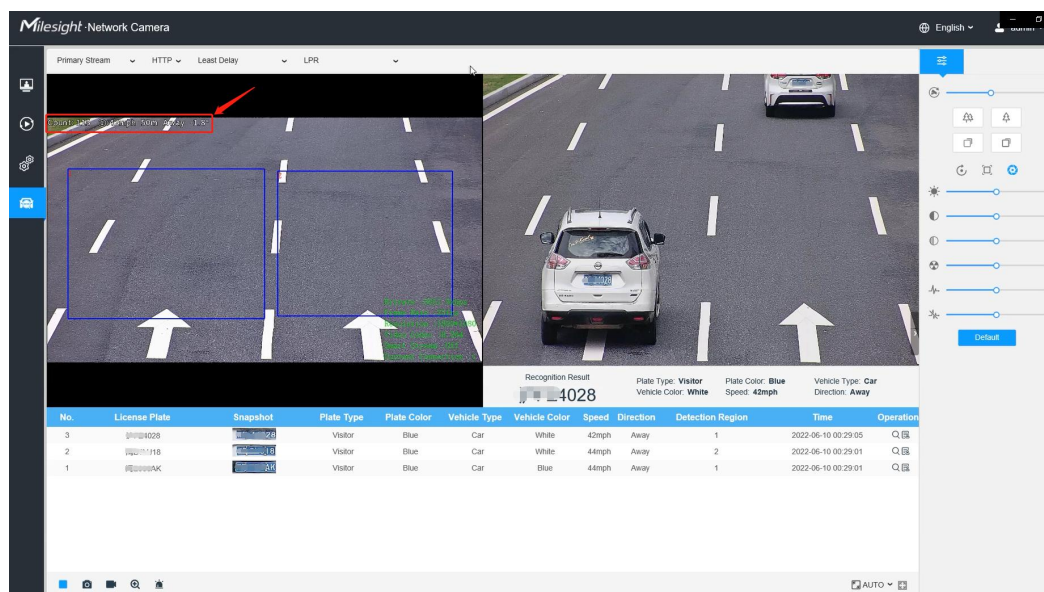 Milesight · Network Camera
English
admin
Primary Stream HTTP Least Delay LPR
50m Away
Recognition Result
4028
Plate Type: Visitor Plate Color: Blue Vehicle Type: Car
Vehicle Color: White Speed: 42mph Direction: Away
Default
No. License Plate Snapshot Plate Type Plate Color Vehicle Type Vehicle Color Speed Direction Detection Region Time Operation
3 4028 28 Visitor Blue Car White 42mph Away 1 2022-06-10 00:29:05
2 18 18 Visitor Blue Car White 44mph Away 2 2022-06-10 00:29:01
1 AK AK Visitor Blue Car Blue 44mph Away 1 2022-06-10 00:29:01
AUTO